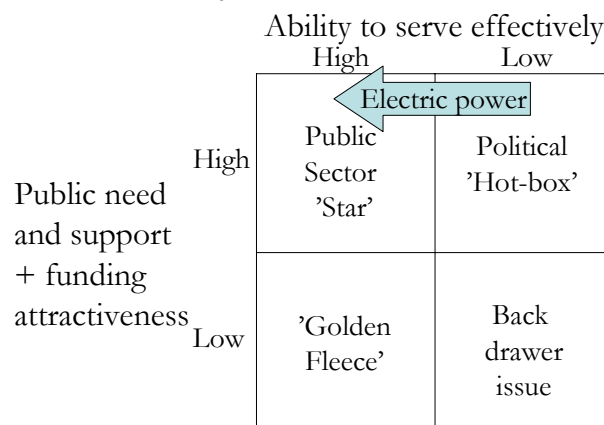 Ability to serve effectively
High Low
Electric power
High
Public
Sector
'Star'
Political
'Hot-box'
Public need
and support
+ funding
attractiveness
Low
'Golden
Fleece'
Back
drawer
issue